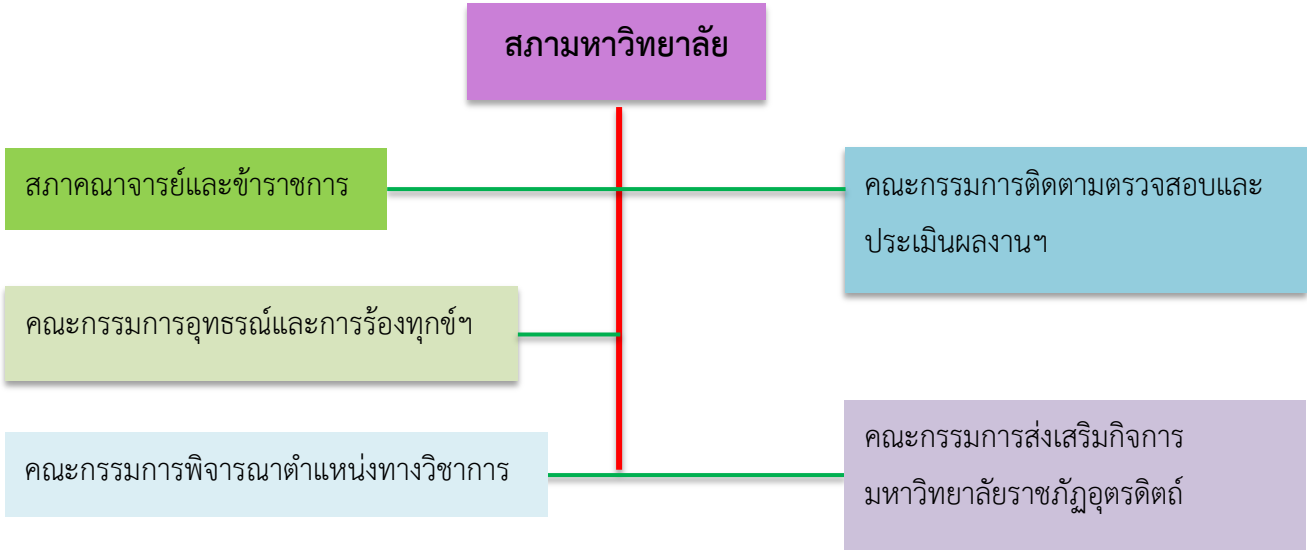 สภามหาวิทยาลัย
สภาคณาจารย์และข้าราชการ
คณะกรรมการติดตามตรวจสอบและ
ประเมินผลงานฯ
คณะกรรมการอุทธรณ์และการร้องทุกข์ฯ
คณะกรรมการพิจารณาตำแหน่งทางวิชาการ
คณะกรรมการส่งเสริมกิจการ
มหาวิทยาลัยราชภัฏอุตรดิตถ์